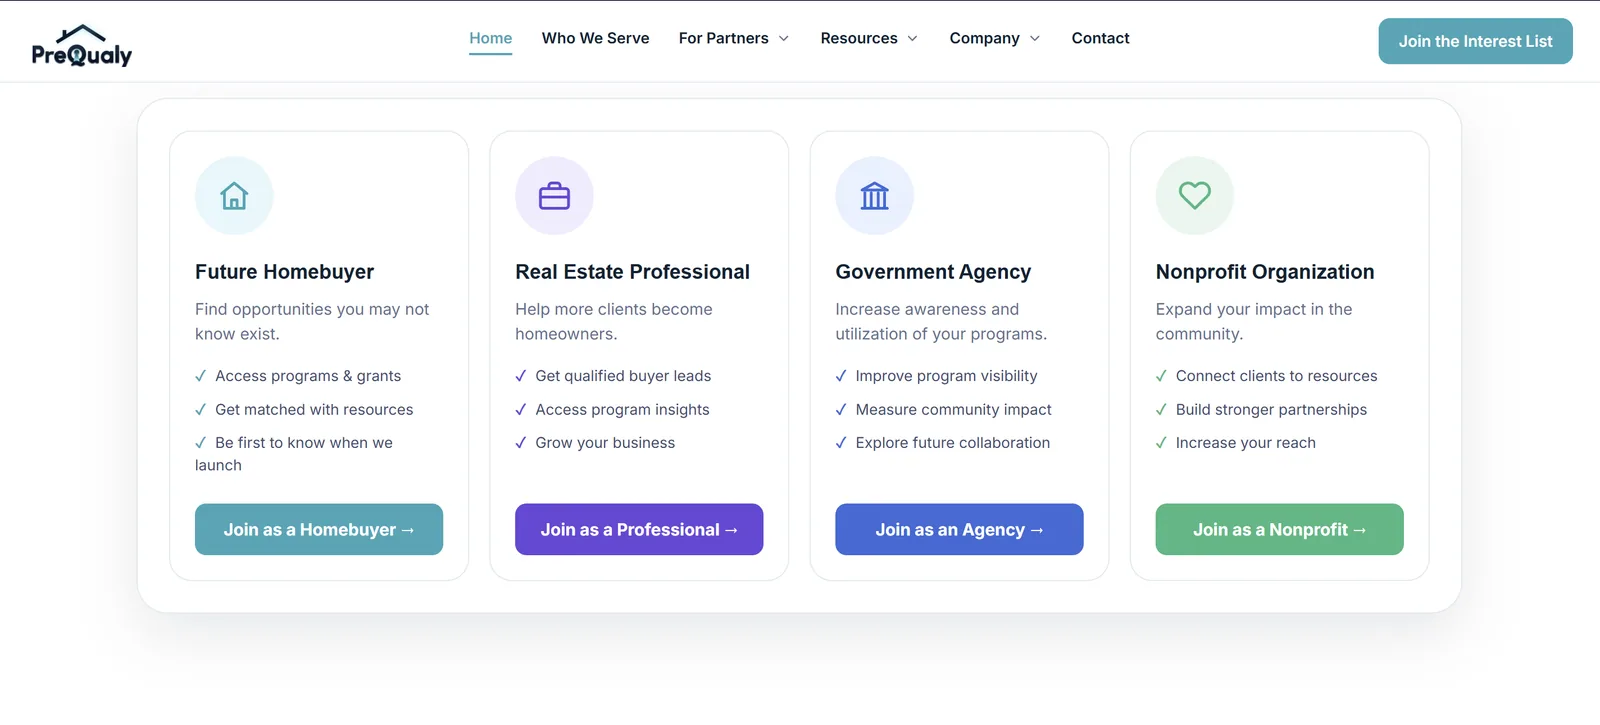 PreQualy
Home
Who We Serve
For Partners
Resources
Company
Contact
Join the Interest List
Future Homebuyer
Find opportunities you may not
know exist.
✓ Access programs & grants
✓ Get matched with resources
✓ Be first to know when we
launch
Join as a Homebuyer →
Real Estate Professional
Help more clients become
homeowners.
✓ Get qualified buyer leads
✓ Access program insights
✓ Grow your business
Join as a Professional →
Government Agency
Increase awareness and
utilization of your programs.
✓ Improve program visibility
✓ Measure community impact
✓ Explore future collaboration
Join as an Agency →
Nonprofit Organization
Expand your impact in the
community.
✓ Connect clients to resources
✓ Build stronger partnerships
✓ Increase your reach
Join as a Nonprofit →